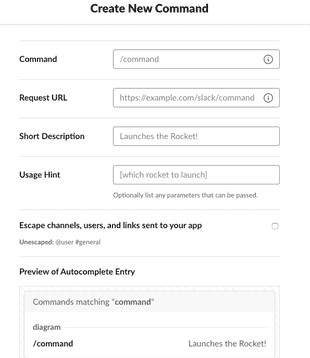 Create New Command
Command
/command
Request URL
https://example.com/slack/command
Short Description
Launches the Rocket!
Usage Hint
[which rocket to launch]
Optionally list any parameters that can be passed.
Escape channels, users, and links sent to your app
Unescaped: @user #general
Preview of Autocomplete Entry
Commands matching "command"
diagram
/command
Launches the Rocket!